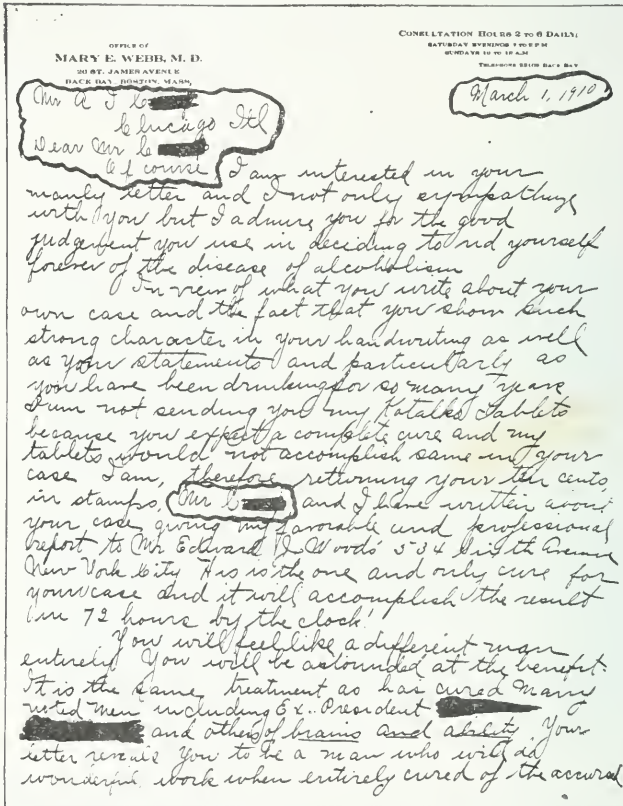 OFFICE OF
MARY E. WEBB, M. D.
20 ST. JAMES AVENUE
BACK BAY, BOSTON, MASS,
CONSULTATION HOURS 2 TO 6 DAILY;
SATURDAY EVENINGS 7 TO 8 P M
SUNDAYS 10 TO 12 A M
TELEPHONE BACK BAY
March 1, 1910
Mr A J C
Chicago Ill
Dear Mr C
Of course I am interested in your
manly letter and I not only sympathize
with you but I admire you for the good
judgement you use in deciding to rid yourself
forever of the disease of alcoholism
In view of what you write about your
own case and the fact that you show such
strong character in your handwriting as well
as your statements and particularly as
you have been drinking for so many years
I am not sending you my Kotalko Tablets
because you expect a complete cure and my
tablets would not accomplish same in your
case I am, therefore returning your ten cents,
in stamps, Mr C and I have written about
your case giving my favorable and professional
report to Mr Edward J Woods 534 Sixth Avenue
New York City His is the one and only cure for
your case and it will accomplish the result
in 72 hours by the clock!
You will feel like a different man
entirely You will be astounded at the benefit.
It is the same treatment as has cured many
noted men including Ex.. President
and others of brains and ability. Your
letter reveals you to be a man who will do
wonderful work when entirely cured of the accursed